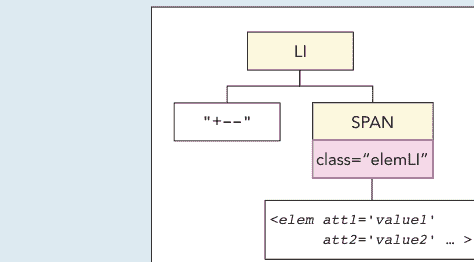 LI
"+--"
SPAN
class="elemLI"
<elem att1='value1'
att2='value2' … >